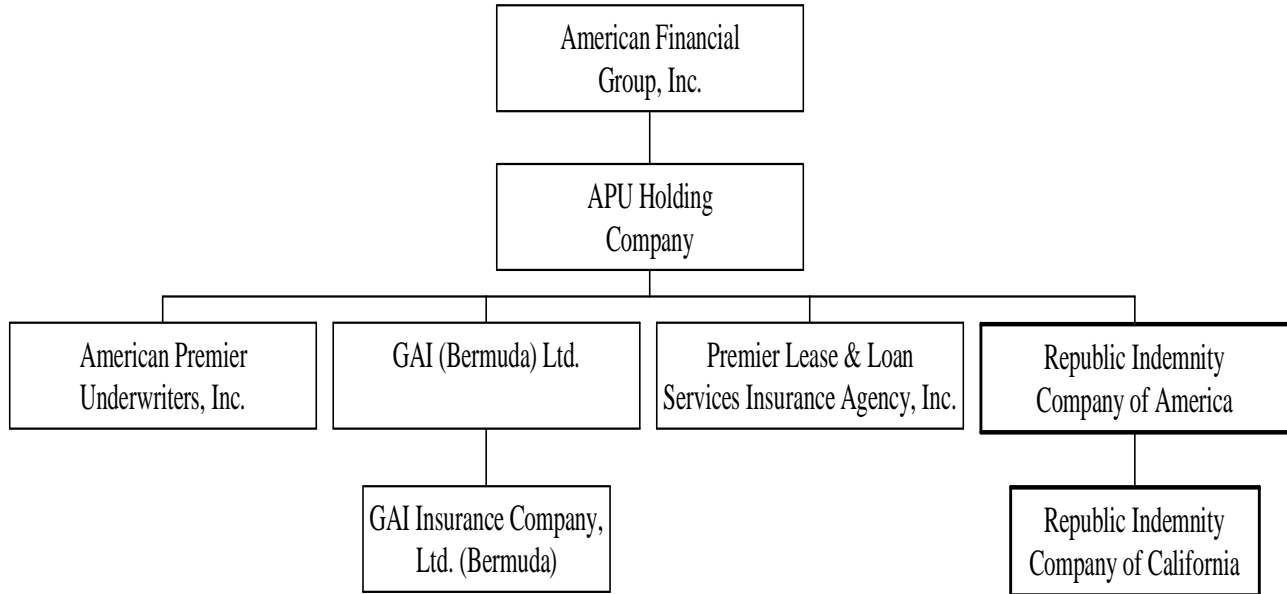 American Financial
Group, Inc.
APU Holding
Company
American Premier
Underwriters, Inc.
GAI (Bermuda) Ltd.
Premier Lease & Loan
Services Insurance Agency, Inc.
Republic Indemnity
Company of America
GAI Insurance Company,
Ltd. (Bermuda)
Republic Indemnity
Company of California